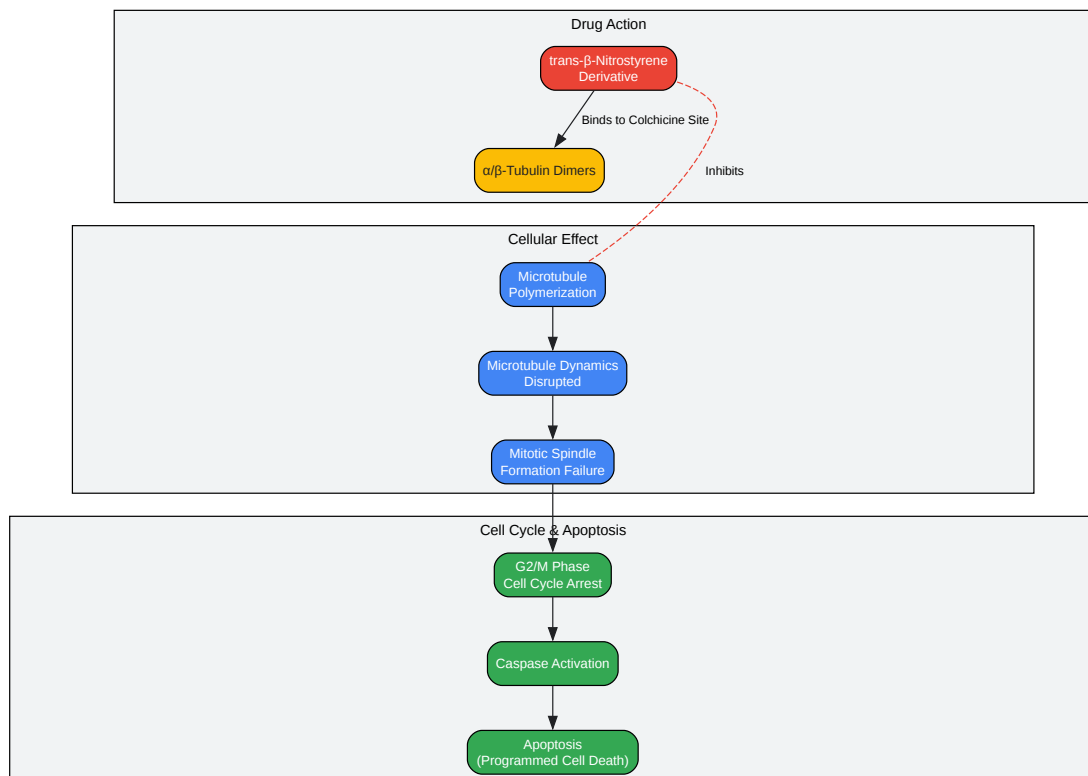 Drug Action
trans-β-Nitrostyrene
Derivative
Binds to Colchicine Site
α/β-Tubulin Dimers
Inhibits
Cellular Effect
Microtubule
Polymerization
Microtubule Dynamics
Disrupted
Mitotic Spindle
Formation Failure
Cell Cycle & Apoptosis
G2/M Phase
Cell Cycle Arrest
Caspase Activation
Apoptosis
(Programmed Cell Death)